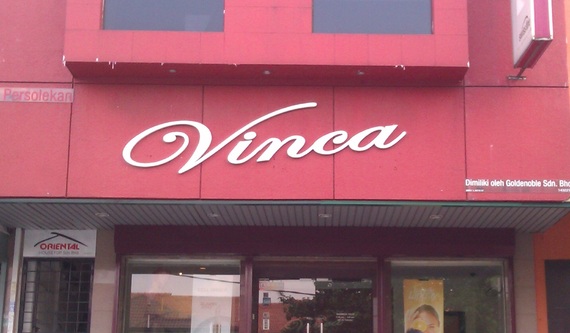 Persolekan
Vinca
Dimiliki oleh Goldenoble Sdn. Bhd
ORIENTAL